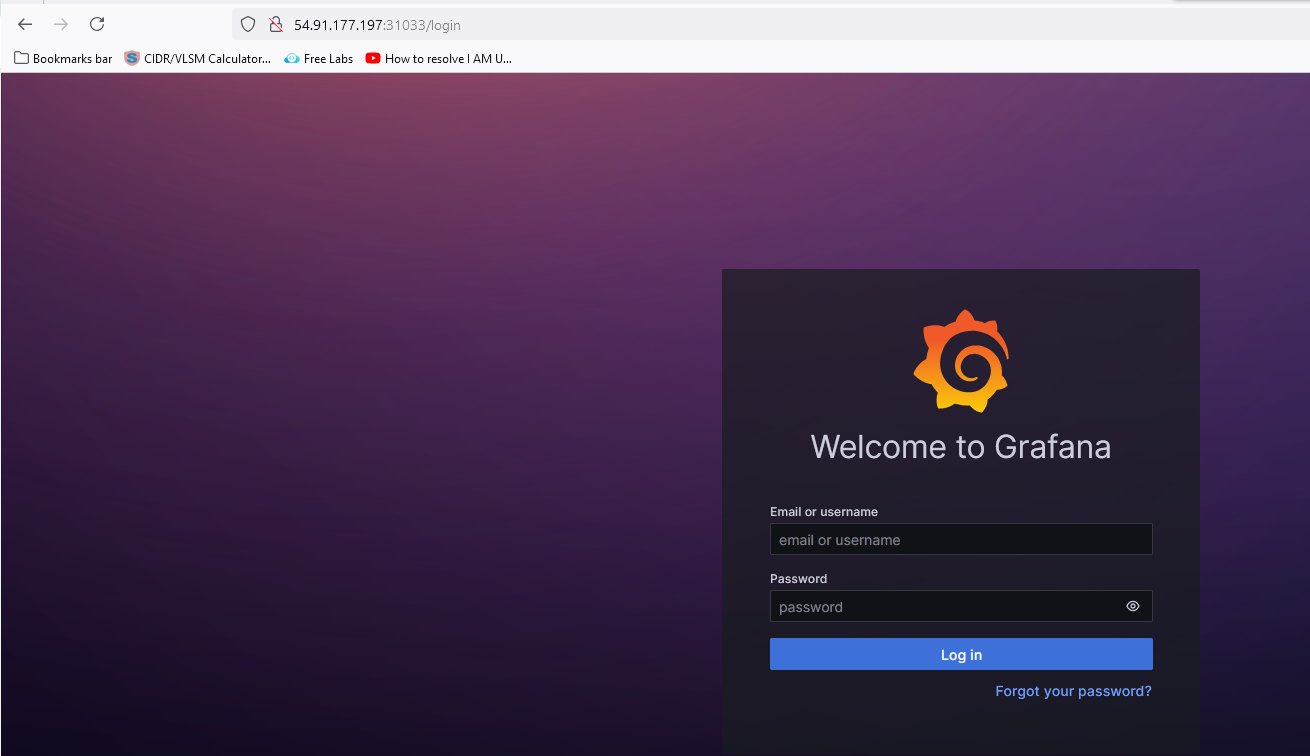 54.91.177.197:31033/login
Bookmarks bar CIDR/VLSM Calculator... Free Labs How to resolve I AM U...
Welcome to Grafana
Email or username
email or username
Password
password
Log in
Forgot your password?